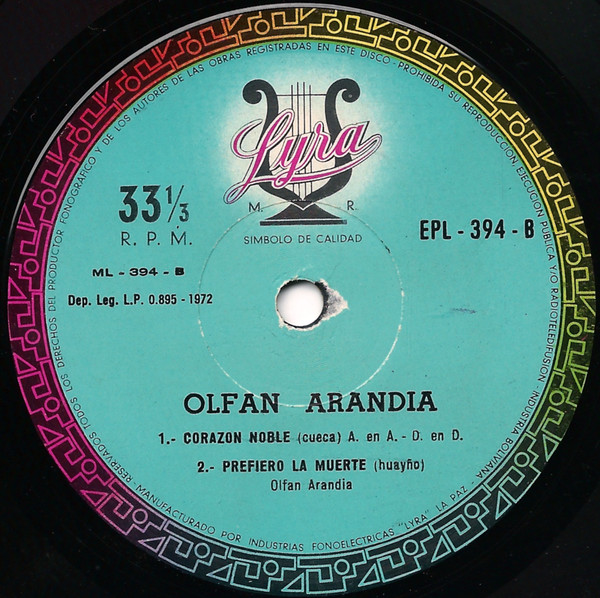 RESERVADOS TODOS LOS DERECHOS DEL PRODUCTOR FONOGRAFICO Y DE LOS AUTORES DE LAS OBRAS REGISTRADAS EN ESTE DISCO - PROHIBIDA SU REPRODUCCION EJECUCION PUBLICA Y/O RADIOTELEDIFUSION - INDUSTRIA BOLIVIANA
Lyra
M. R.
SIMBOLO DE CALIDAD
33 1/3
R. P. M.
EPL - 394 - B
ML - 394 - B
Dep. Leg. L.P. 0.895 - 1972
OLFAN ARANDIA
1.- CORAZON NOBLE (cueca) A. en A. - D. en D.
2.- PREFIERO LA MUERTE (huayño)
Olfan Arandia
MANUFACTURADO POR INDUSTRIAS FONOELECTRICAS "LYRA" LA PAZ -